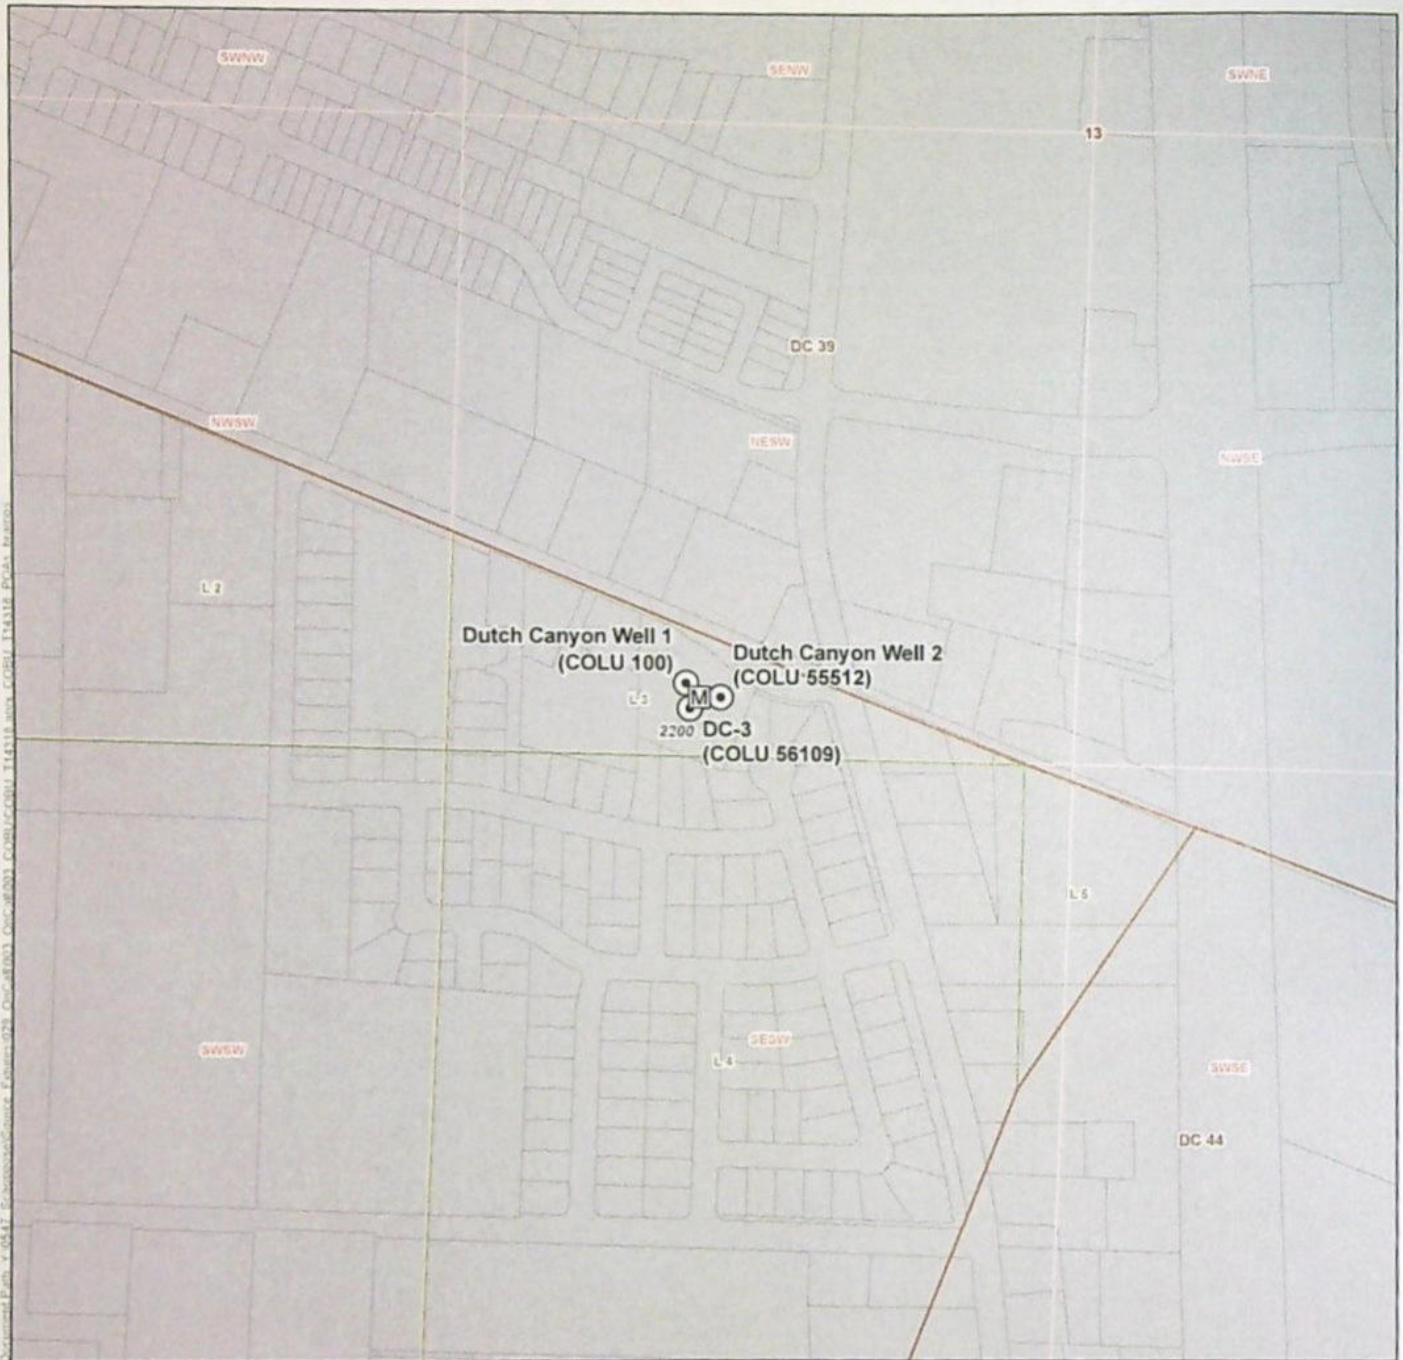 SWNW
SENW
SWNE
13
DC 39
NWSW
NESW
NWSE
L 2
Dutch Canyon Well 1
(COLU 100)
Dutch Canyon Well 2
(COLU 55512)
L 3
M
2200
DC-3
(COLU 56109)
L 5
SWSW
SESW
L 4
SWSE
DC 44